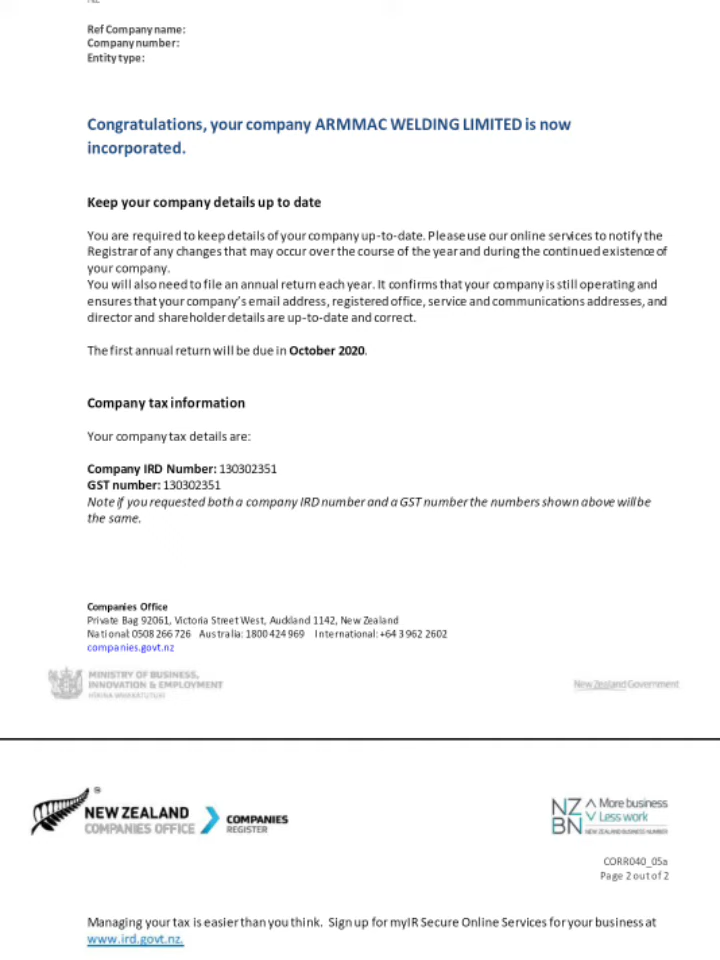 NZ
Ref Company name:
Company number:
Entity type:
Congratulations, your company ARMMAC WELDING LIMITED is now
incorporated.
Keep your company details up to date
You are required to keep details of your company up-to-date. Please use our online services to notify the
Registrar of any changes that may occur over the course of the year and during the continued existence of
your company.
You will also need to file an annual return each year. It confirms that your company is still operating and
ensures that your company's email address, registered office, service and communications addresses, and
director and shareholder details are up-to-date and correct.
The first annual return will be due in October 2020.
Company tax information
Your company tax details are:
Company IRD Number: 130302351
GST number: 130302351
Note if you requested both a company IRD number and a GST number the numbers shown above will be
the same.
Companies Office
Private Bag 92061, Victoria Street West, Auckland 1142, New Zealand
National: 0508 266 726 Australia: 1800 424 969 International: +64 3 962 2602
companies.govt.nz
MINISTRY OF BUSINESS,
INNOVATION & EMPLOYMENT
HĪKINA WHAKATUTUKI
New Zealand Government
®
NEW ZEALAND
COMPANIES OFFICE
COMPANIES
REGISTER
NZ
BN
More business
Less work
NEW ZEALAND BUSINESS NUMBER
CORR040_05a
Page 2 out of 2
Managing your tax is easier than you think. Sign up for myIR Secure Online Services for your business at
www.ird.govt.nz.